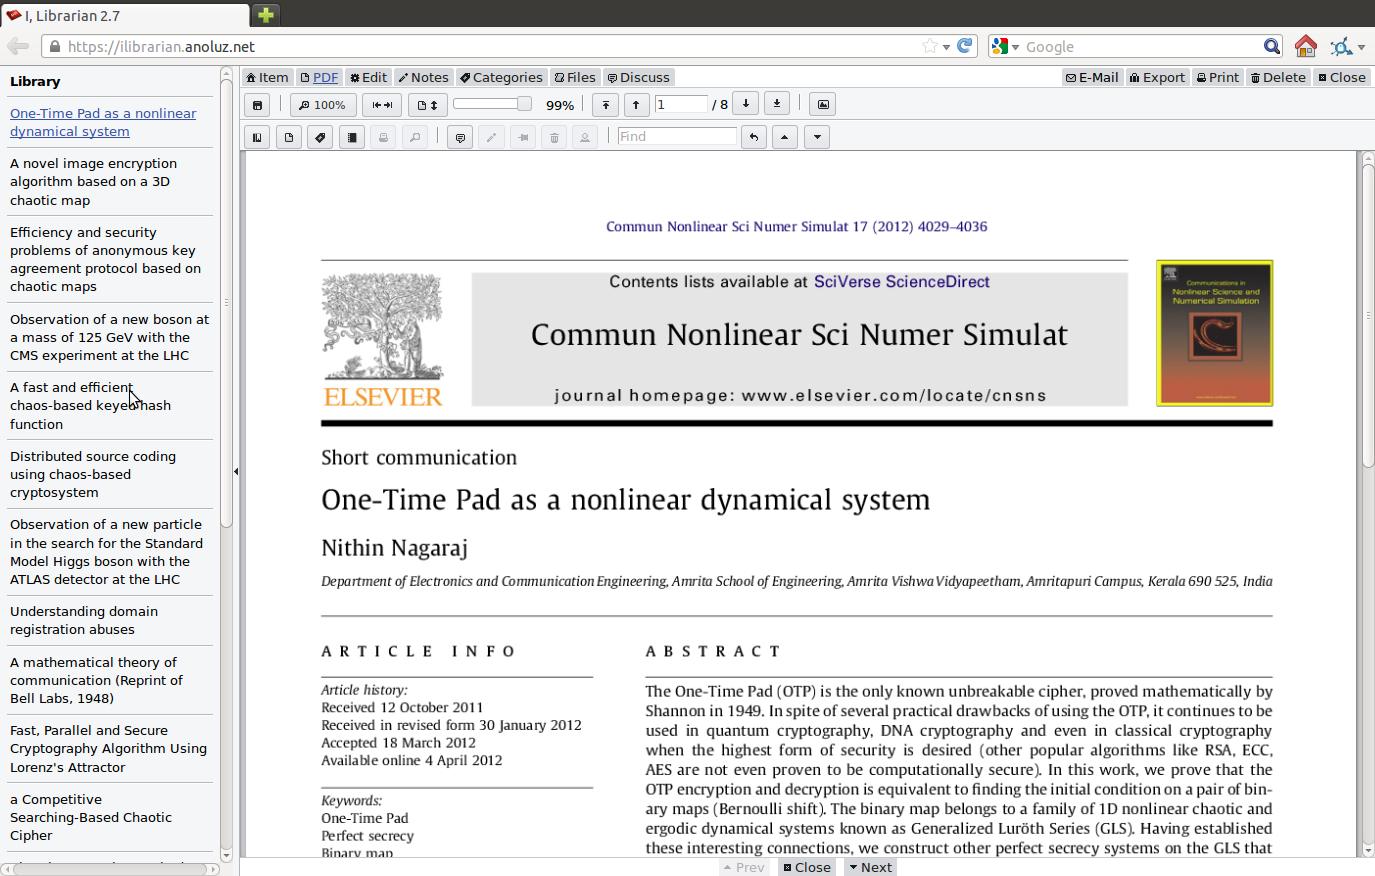 I, Librarian 2.7
https://ilibrarian.anoluz.net
Google
Library
One-Time Pad as a nonlinear
dynamical system
A novel image encryption
algorithm based on a 3D
chaotic map
Efficiency and security
problems of anonymous key
agreement protocol based on
chaotic maps
Observation of a new boson at
a mass of 125 GeV with the
CMS experiment at the LHC
A fast and efficient
chaos-based keyed hash
function
Distributed source coding
using chaos-based
cryptosystem
Observation of a new particle
in the search for the Standard
Model Higgs boson with the
ATLAS detector at the LHC
Understanding domain
registration abuses
A mathematical theory of
communication (Reprint of
Bell Labs, 1948)
Fast, Parallel and Secure
Cryptography Algorithm Using
Lorenz's Attractor
a Competitive
Searching-Based Chaotic
Cipher
Item PDF Edit Notes Categories Files Discuss E-Mail Export Print Delete Close
100% 99% 1 / 8
Find
Commun Nonlinear Sci Numer Simulat 17 (2012) 4029–4036
Contents lists available at SciVerse ScienceDirect
Commun Nonlinear Sci Numer Simulat
journal homepage: www.elsevier.com/locate/cnsns
ELSEVIER
Communications in
Nonlinear Science and
Numerical Simulation
Short communication
One-Time Pad as a nonlinear dynamical system
Nithin Nagaraj
Department of Electronics and Communication Engineering, Amrita School of Engineering, Amrita Vishwa Vidyapeetham, Amritapuri Campus, Kerala 690 525, India
ARTICLE INFO
Article history:
Received 12 October 2011
Received in revised form 30 January 2012
Accepted 18 March 2012
Available online 4 April 2012
Keywords:
One-Time Pad
Perfect secrecy
Binary map
ABSTRACT
The One-Time Pad (OTP) is the only known unbreakable cipher, proved mathematically by
Shannon in 1949. In spite of several practical drawbacks of using the OTP, it continues to be
used in quantum cryptography, DNA cryptography and even in classical cryptography
when the highest form of security is desired (other popular algorithms like RSA, ECC,
AES are not even proven to be computationally secure). In this work, we prove that the
OTP encryption and decryption is equivalent to finding the initial condition on a pair of bin-
ary maps (Bernoulli shift). The binary map belongs to a family of 1D nonlinear chaotic and
ergodic dynamical systems known as Generalized Luröth Series (GLS). Having established
these interesting connections, we construct other perfect secrecy systems on the GLS that
Prev Close Next